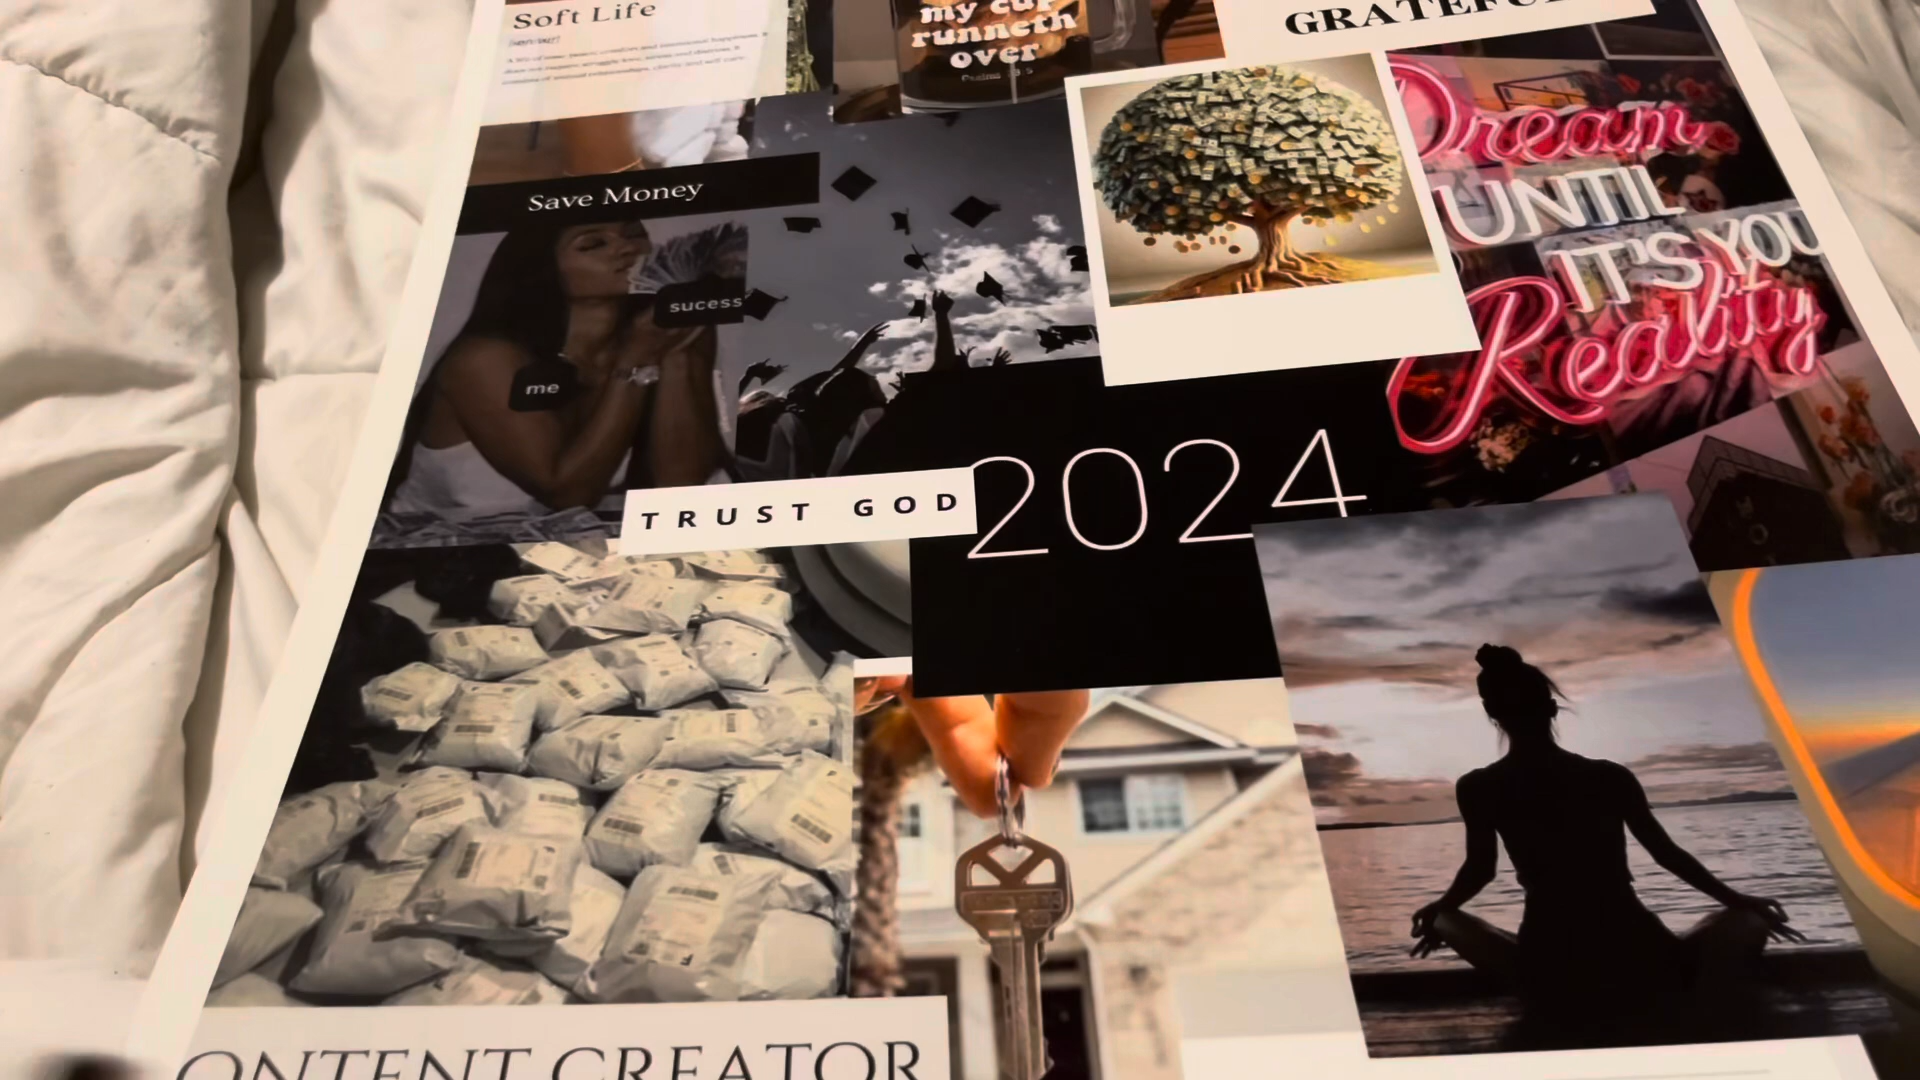 Soft Life
my cup
runneth
over
GRATEFUL
Dream
UNTIL
IT'S YOU
Reality
Save Money
sucess
me
TRUST GOD
2024
ONTENT CREATOR